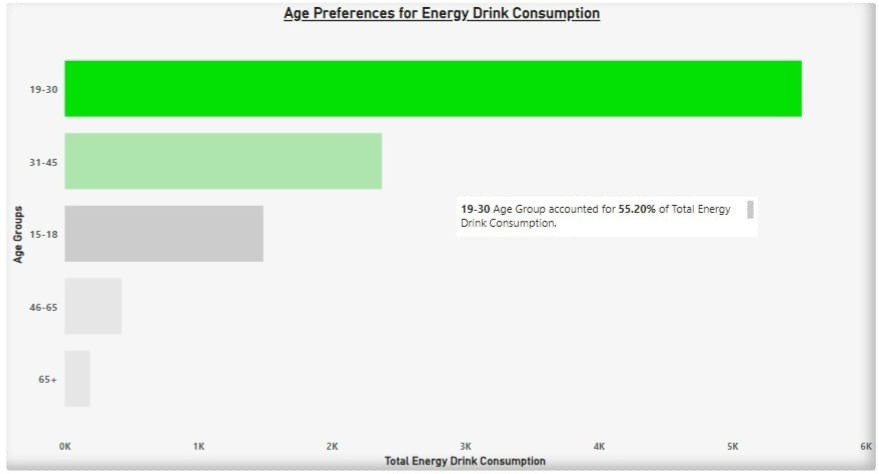 Age Preferences for Energy Drink Consumption
19-30
31-45
15-18
46-65
65+
Age Groups
19-30 Age Group accounted for 55.20% of Total Energy
Drink Consumption.
0K 1K 2K 3K 4K 5K 6K
Total Energy Drink Consumption